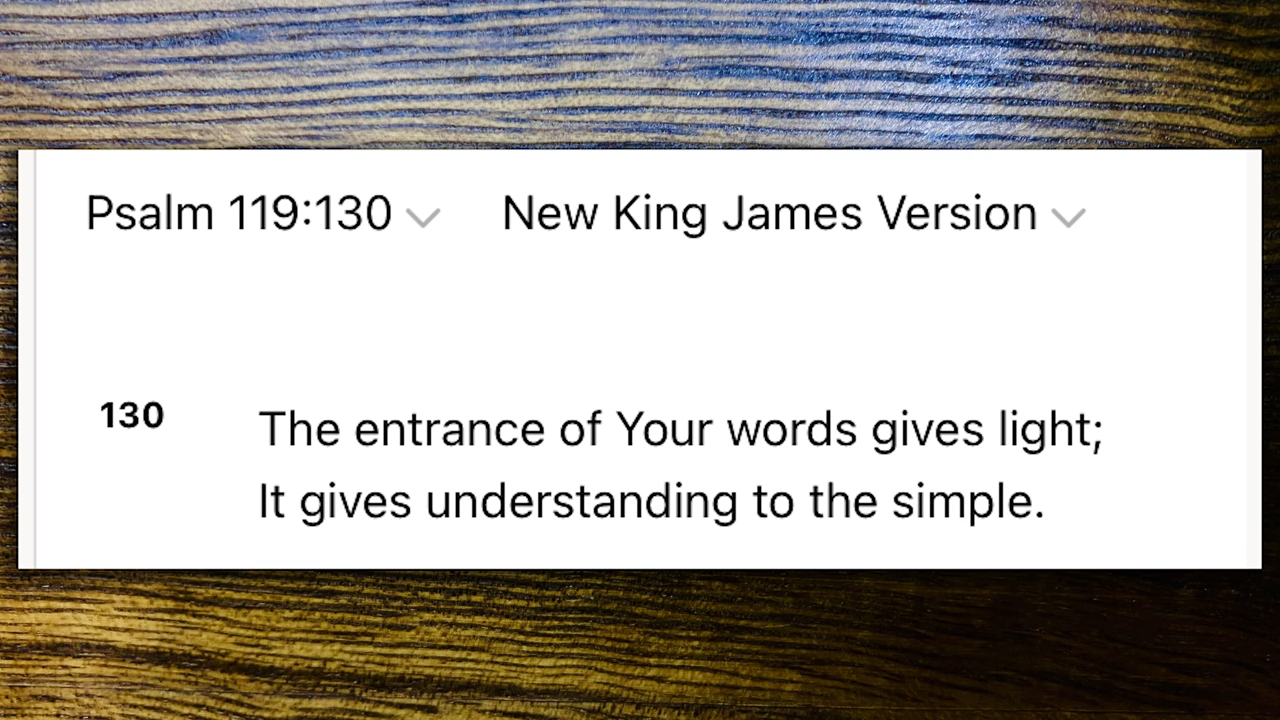 Psalm 119:130 New King James Version
130 The entrance of Your words gives light;
It gives understanding to the simple.